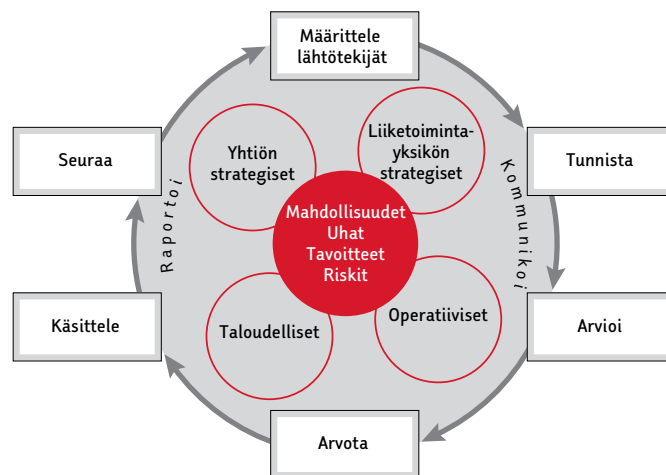 Määrittele
lähtötekijät
Seuraa
Yhtiön
strategiset
Liiketoiminta-
yksikön
strategiset
Tunnista
Raportoi
Kommunikoi
Mahdollisuudet
Uhat
Tavoitteet
Riskit
Käsittele
Taloudelliset
Operatiiviset
Arvioi
Arvota